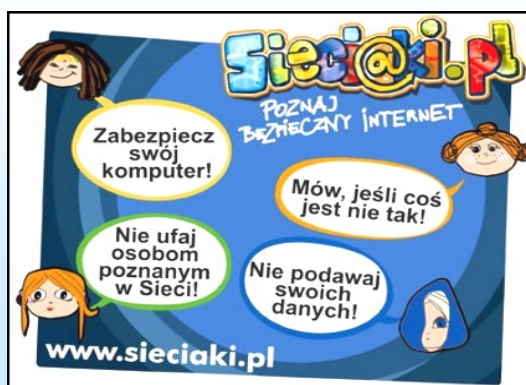 Sieci@ki.pl
POZNAJ
BEZPIECZNY INTERNET
Zabezpiecz
swój
komputer!
Mów, jeśli coś
jest nie tak!
Nie ufaj
osobom
poznanym
w Sieci!
Nie podawaj
swoich
danych!
www.sieciaki.pl